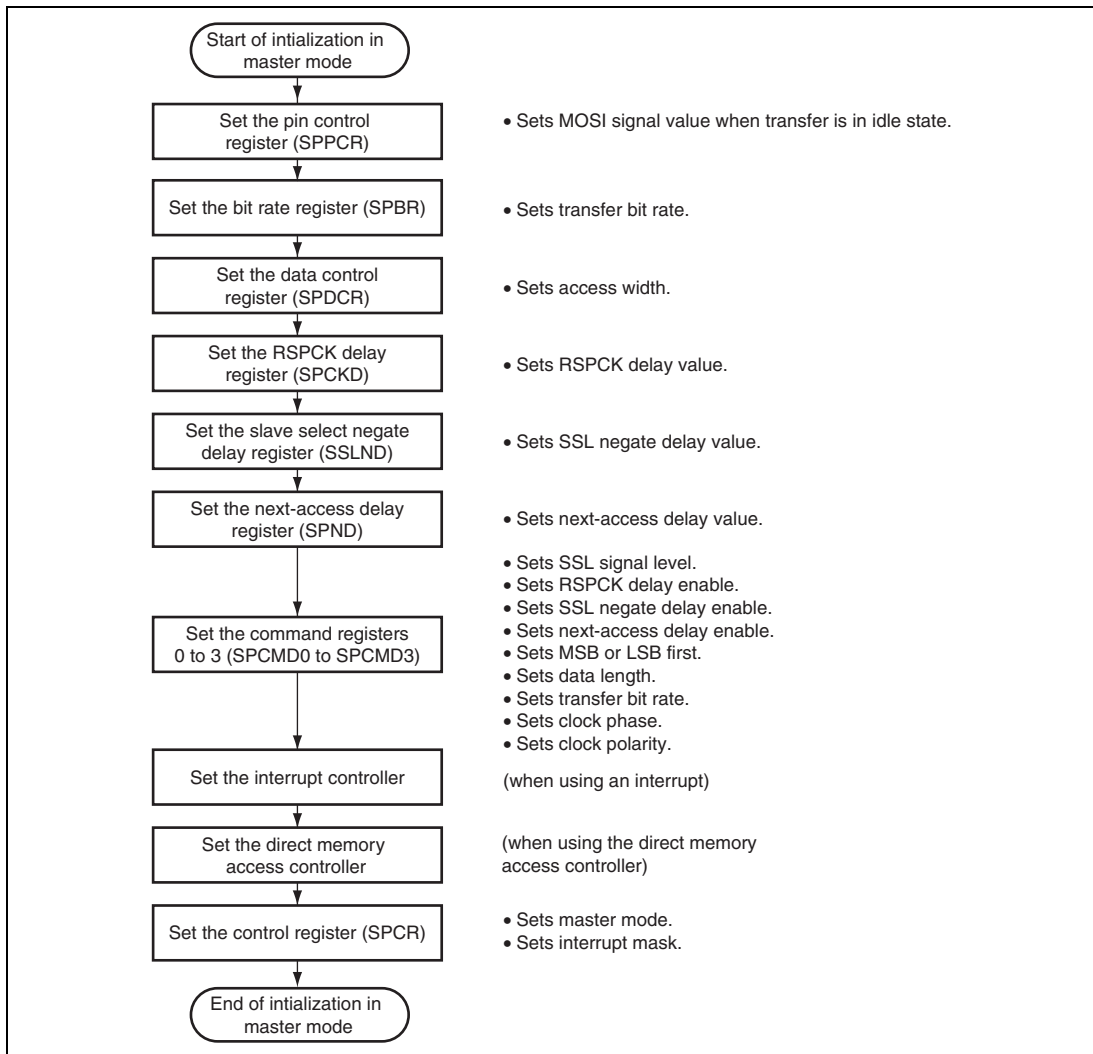 Start of intialization in
master mode
Set the pin control
register (SPPCR)
• Sets MOSI signal value when transfer is in idle state.
Set the bit rate register (SPBR)
• Sets transfer bit rate.
Set the data control
register (SPDCR)
• Sets access width.
Set the RSPCK delay
register (SPCKD)
• Sets RSPCK delay value.
Set the slave select negate
delay register (SSLND)
• Sets SSL negate delay value.
Set the next-access delay
register (SPND)
• Sets next-access delay value.
Set the command registers
0 to 3 (SPCMD0 to SPCMD3)
• Sets SSL signal level.
• Sets RSPCK delay enable.
• Sets SSL negate delay enable.
• Sets next-access delay enable.
• Sets MSB or LSB first.
• Sets data length.
• Sets transfer bit rate.
• Sets clock phase.
• Sets clock polarity.
Set the interrupt controller
(when using an interrupt)
Set the direct memory
access controller
(when using the direct memory
access controller)
Set the control register (SPCR)
• Sets master mode.
• Sets interrupt mask.
End of intialization in
master mode